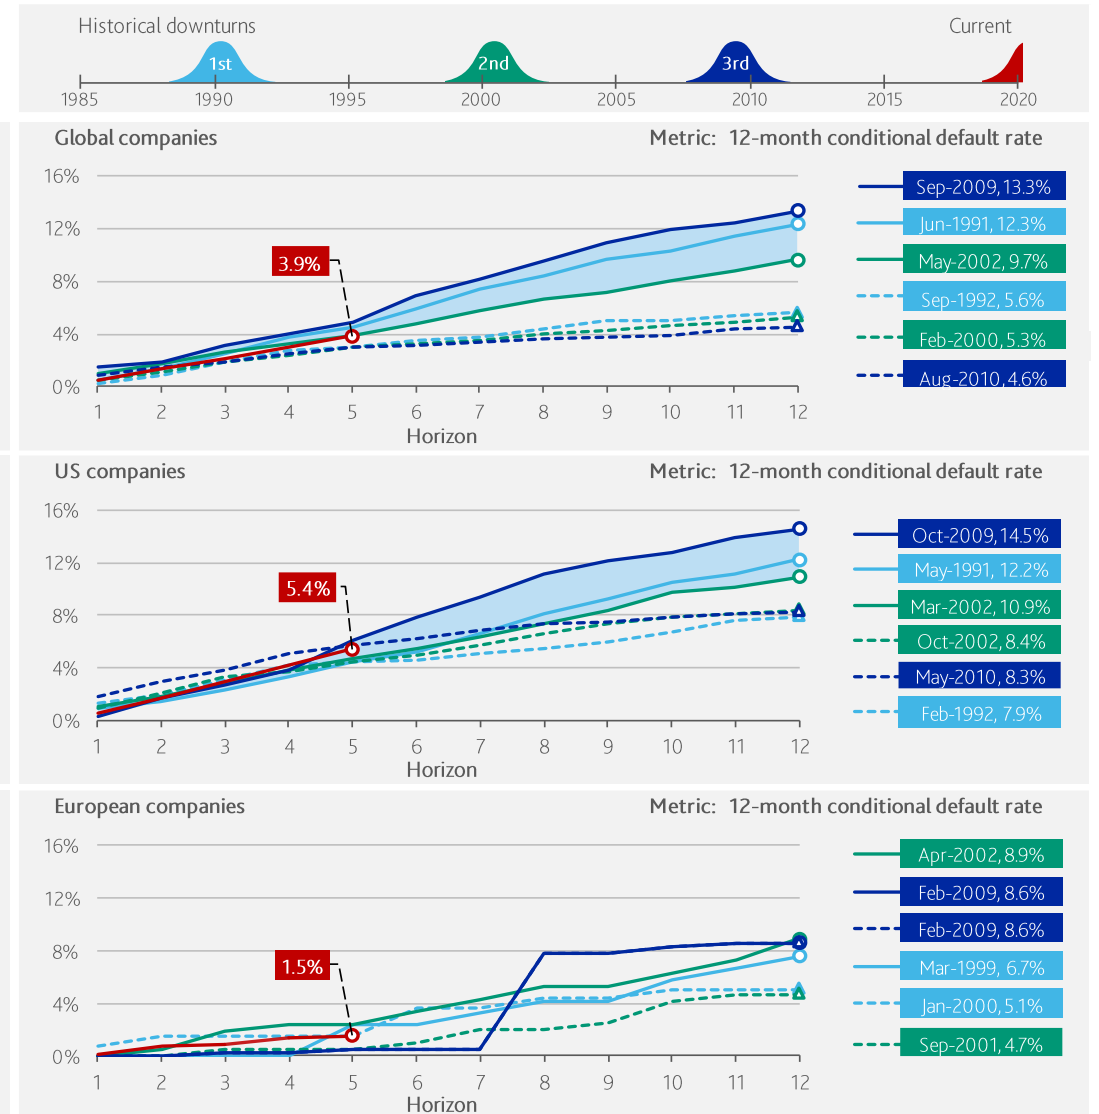 Historical downturns
Current
1st
2nd
3rd
1985 1990 1995 2000 2005 2010 2015 2020
Global companies
Metric: 12-month conditional default rate
16%
12%
8%
4%
0%
3.9%
1 2 3 4 5 6 7 8 9 10 11 12
Horizon
Sep-2009, 13.3%
Jun-1991, 12.3%
May-2002, 9.7%
Sep-1992, 5.6%
Feb-2000, 5.3%
Aug-2010, 4.6%
US companies
Metric: 12-month conditional default rate
16%
12%
8%
4%
0%
5.4%
1 2 3 4 5 6 7 8 9 10 11 12
Horizon
Oct-2009, 14.5%
May-1991, 12.2%
Mar-2002, 10.9%
Oct-2002, 8.4%
May-2010, 8.3%
Feb-1992, 7.9%
European companies
Metric: 12-month conditional default rate
16%
12%
8%
4%
0%
1.5%
1 2 3 4 5 6 7 8 9 10 11 12
Horizon
Apr-2002, 8.9%
Feb-2009, 8.6%
Feb-2009, 8.6%
Mar-1999, 6.7%
Jan-2000, 5.1%
Sep-2001, 4.7%